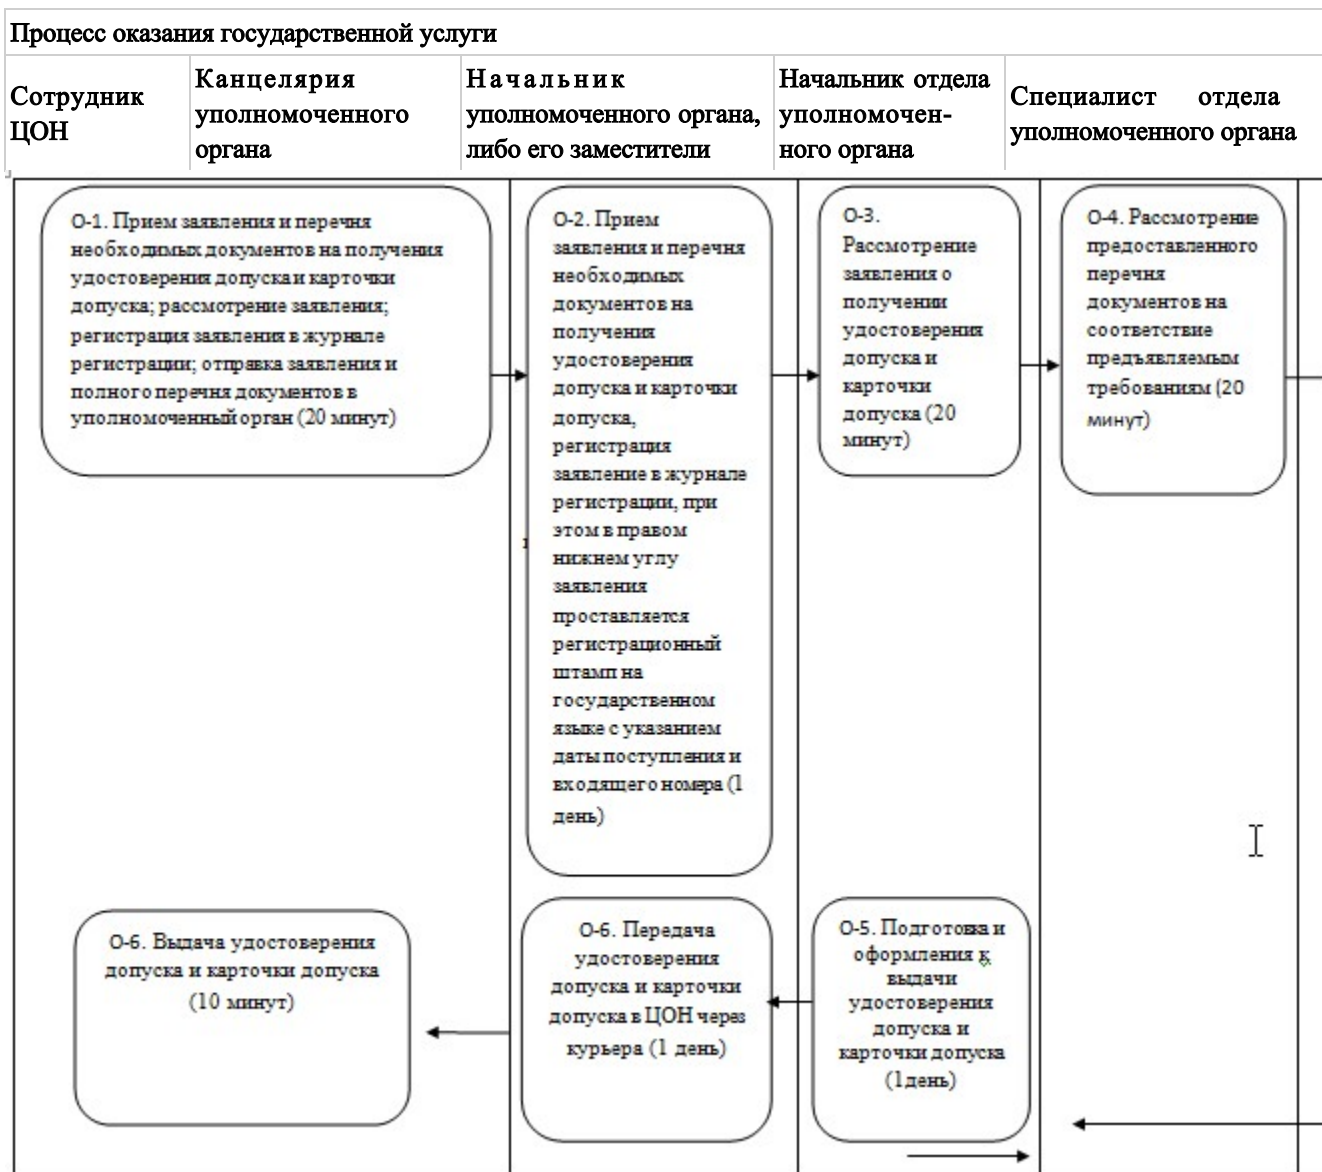 Процесс оказания государственной услуги
Сотрудник
ЦОН
Канцелярия
уполномоченного
органа
Начальник
уполномоченного органа,
либо его заместители
Начальник отдела
уполномочен-
ного органа
Специалист отдела
уполномоченного органа
О-1. Прием заявления и перечня
необходимых документов на получения
удостоверения допуска и карточки
допуска; рассмотрение заявления;
регистрация заявления в журнале
регистрации; отправка заявления и
полного перечня документов в
уполномоченный орган (20 минут)
О-2. Прием
заявления и перечня
необходимых
документов на
получения
удостоверения
допуска и карточки
допуска,
регистрация
заявление в журнале
регистрации, при
этом в правом
нижнем углу
заявления
проставляется
регистрационный
штамп на
государственном
языке с указанием
даты поступления и
входящего номера (1
день)
О-3.
Рассмотрение
заявления о
получении
удостоверения
допуска и
карточки
допуска (20
минут)
О-4. Рассмотрение
предоставленного
перечня
документов на
соответствие
предъявляемым
требованиям (20
минут)
О-6. Выдача удостоверения
допуска и карточки допуска
(10 минут)
О-6. Передача
удостоверения
допуска и карточки
допуска в ЦОН через
курьера (1 день)
О-5. Подготовка и
оформления к
выдачи
удостоверения
допуска и
карточки допуска
(1день)